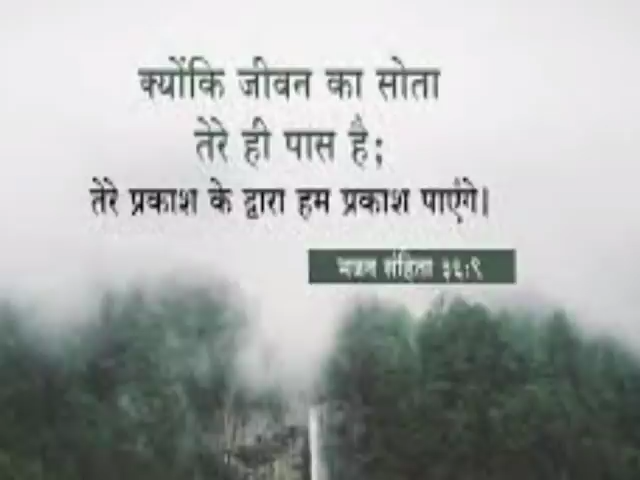 क्योंकि जीवन का सोता
तेरे ही पास है;
तेरे प्रकाश के द्वारा हम प्रकाश पाएंगे।
भजन संहिता ३६:९